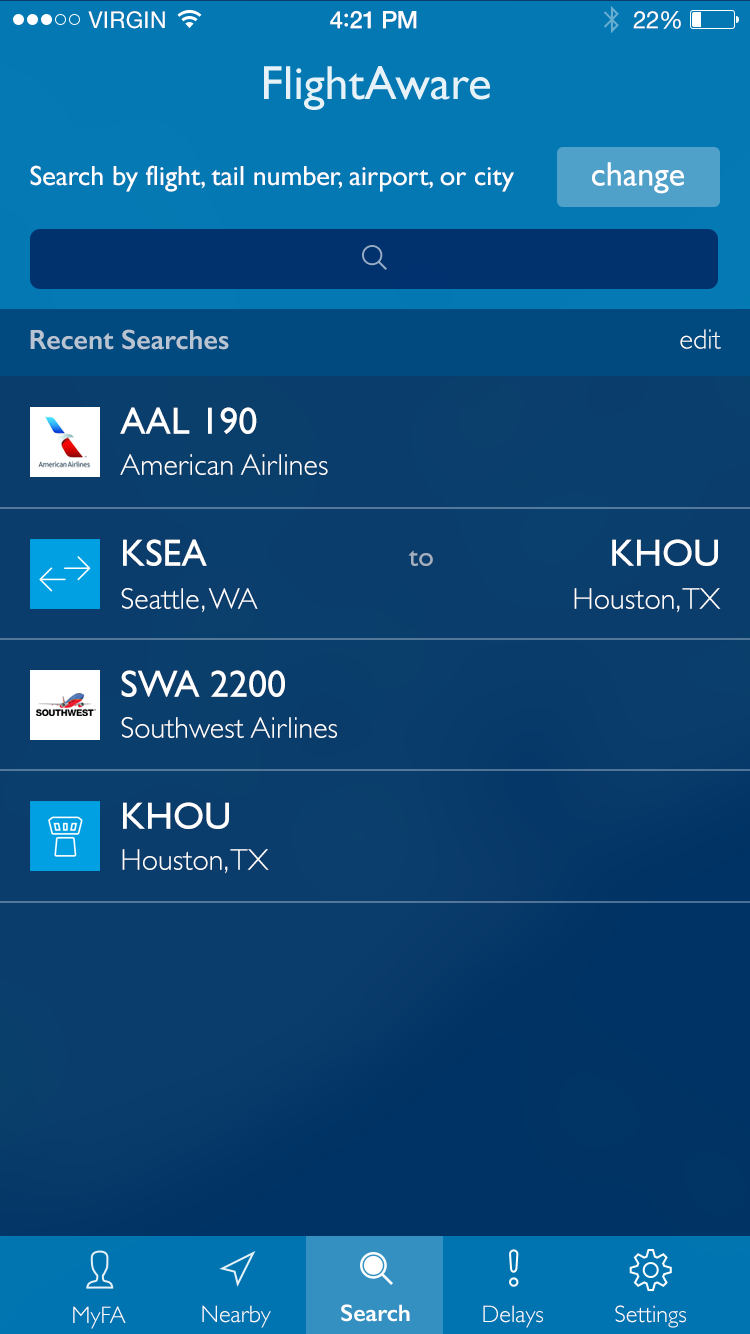 VIRGIN 4:21 PM 22%
FlightAware
Search by flight, tail number, airport, or city change
Recent Searches edit
AAL 190
American Airlines
American Airlines
KSEA to KHOU
Seattle, WA Houston, TX
SWA 2200
SOUTHWEST
Southwest Airlines
KHOU
Houston, TX
MyFA Nearby Search Delays Settings